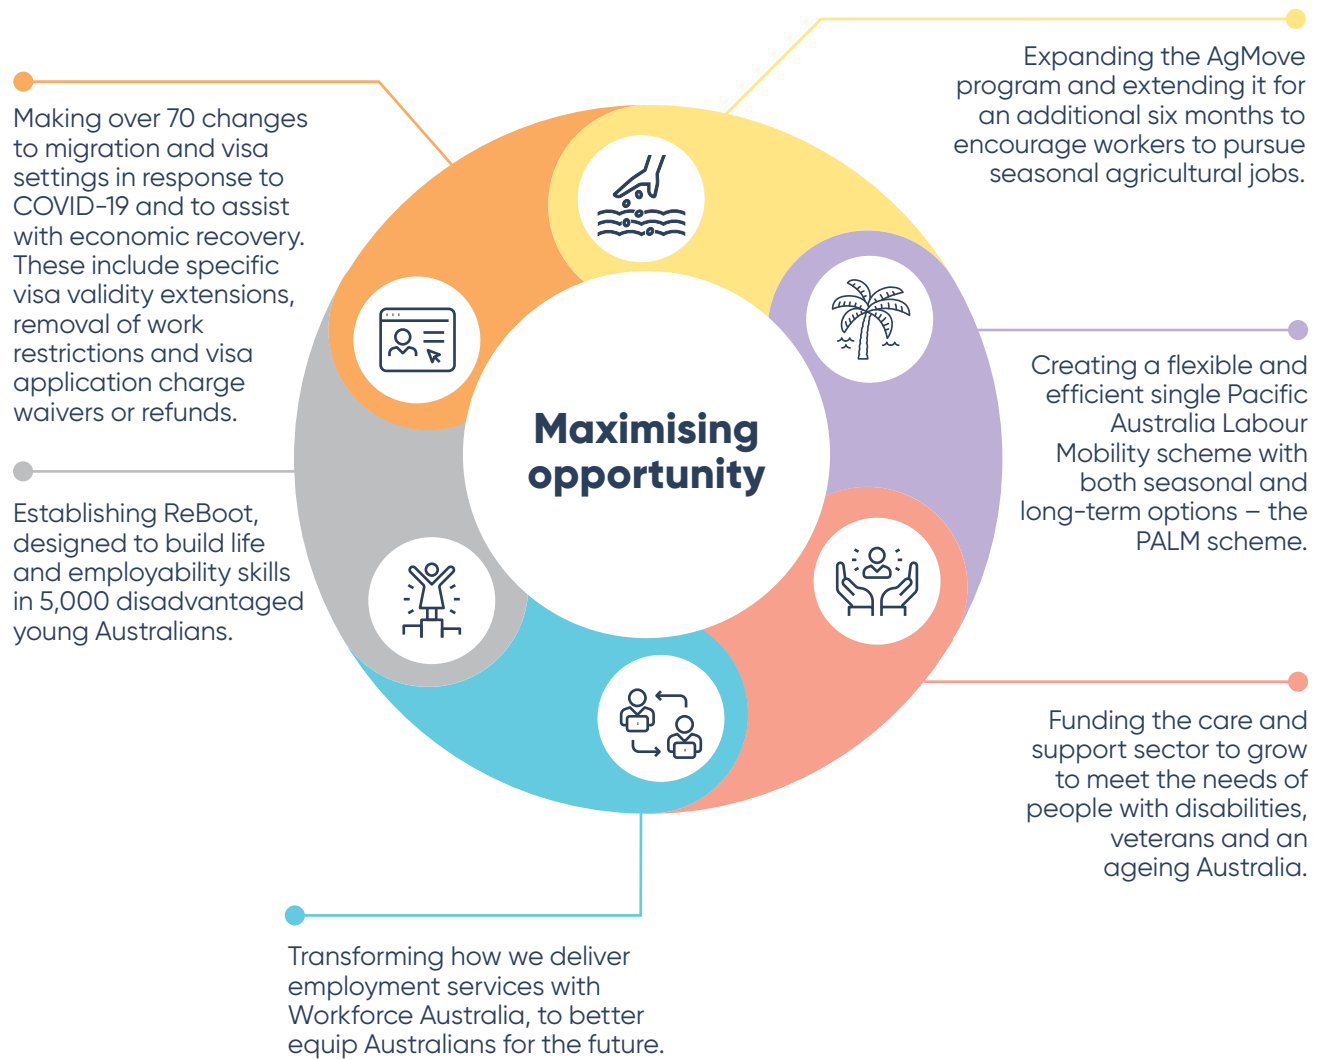 Making over 70 changes
to migration and visa
settings in response to
COVID-19 and to assist
with economic recovery.
These include specific
visa validity extensions,
removal of work
restrictions and visa
application charge
waivers or refunds.
Expanding the AgMove
program and extending it for
an additional six months to
encourage workers to pursue
seasonal agricultural jobs.
Creating a flexible and
efficient single Pacific
Australia Labour
Mobility scheme with
both seasonal and
long-term options – the
PALM scheme.
Maximising
opportunity
Establishing ReBoot,
designed to build life
and employability skills
in 5,000 disadvantaged
young Australians.
Funding the care and
support sector to grow
to meet the needs of
people with disabilities,
veterans and an
ageing Australia.
Transforming how we deliver
employment services with
Workforce Australia, to better
equip Australians for the future.